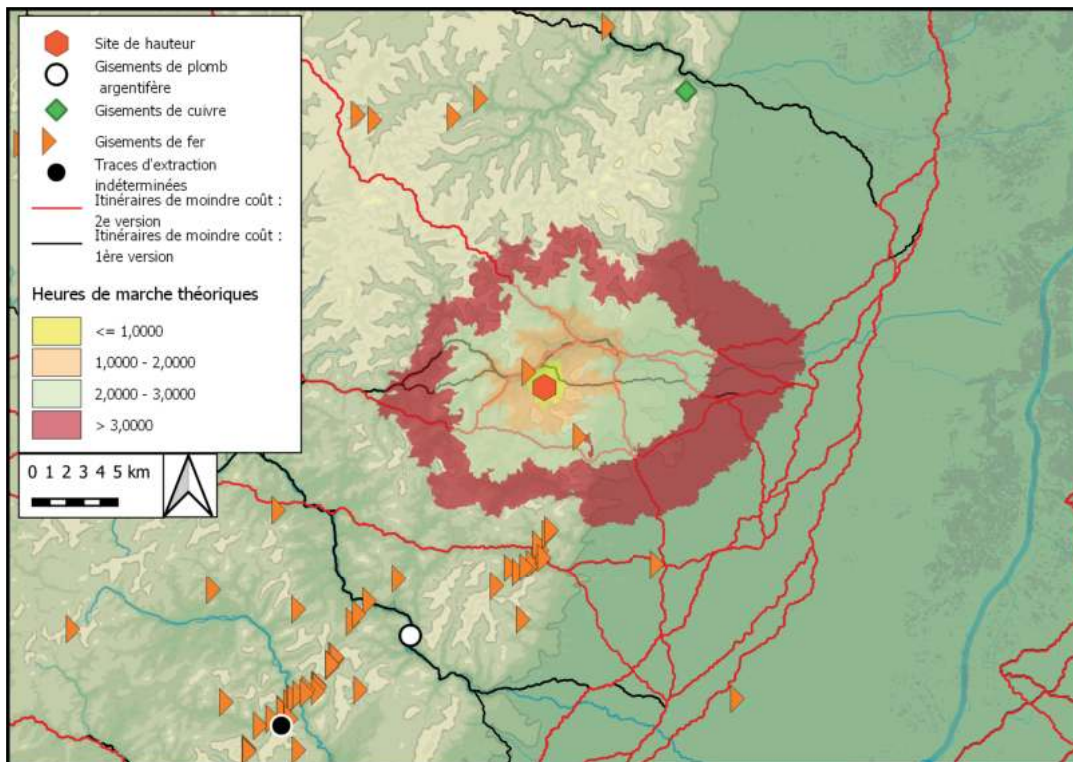 Site de hauteur
Gisements de plomb
argentifère
Gisements de cuivre
Gisements de fer
Traces d'extraction
indéterminées
Itinéraires de moindre coût :
2e version
Itinéraires de moindre coût :
1ère version
Heures de marche théoriques
<= 1,0000
1,0000 - 2,0000
2,0000 - 3,0000
> 3,0000
0 1 2 3 4 5 km